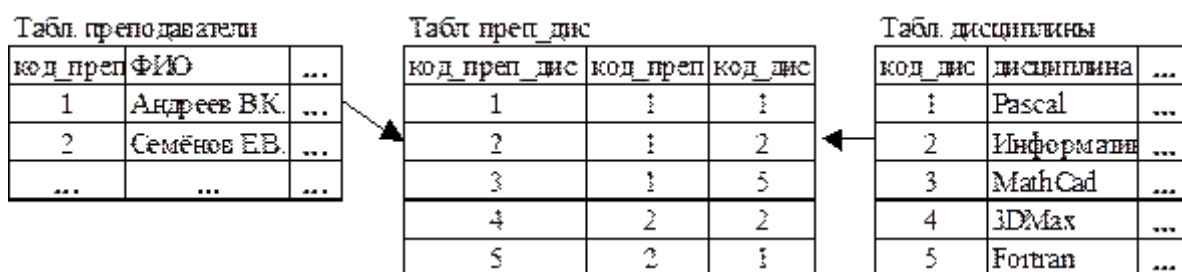 Табл. преподаватели
код_преп ФИО ...
1 Андреев В.К. ...
2 Семёнов Е.В. ...
... ... ...
Табл преп_дис
код_преп_дис код_преп код_дис
1 1 1
2 1 2
3 1 5
4 2 2
5 2 1
Табл. дисциплины
код_дис дисциплина ...
1 Pascal ...
2 Информатик ...
3 MathCad ...
4 3DMax ...
5 Fortran ...